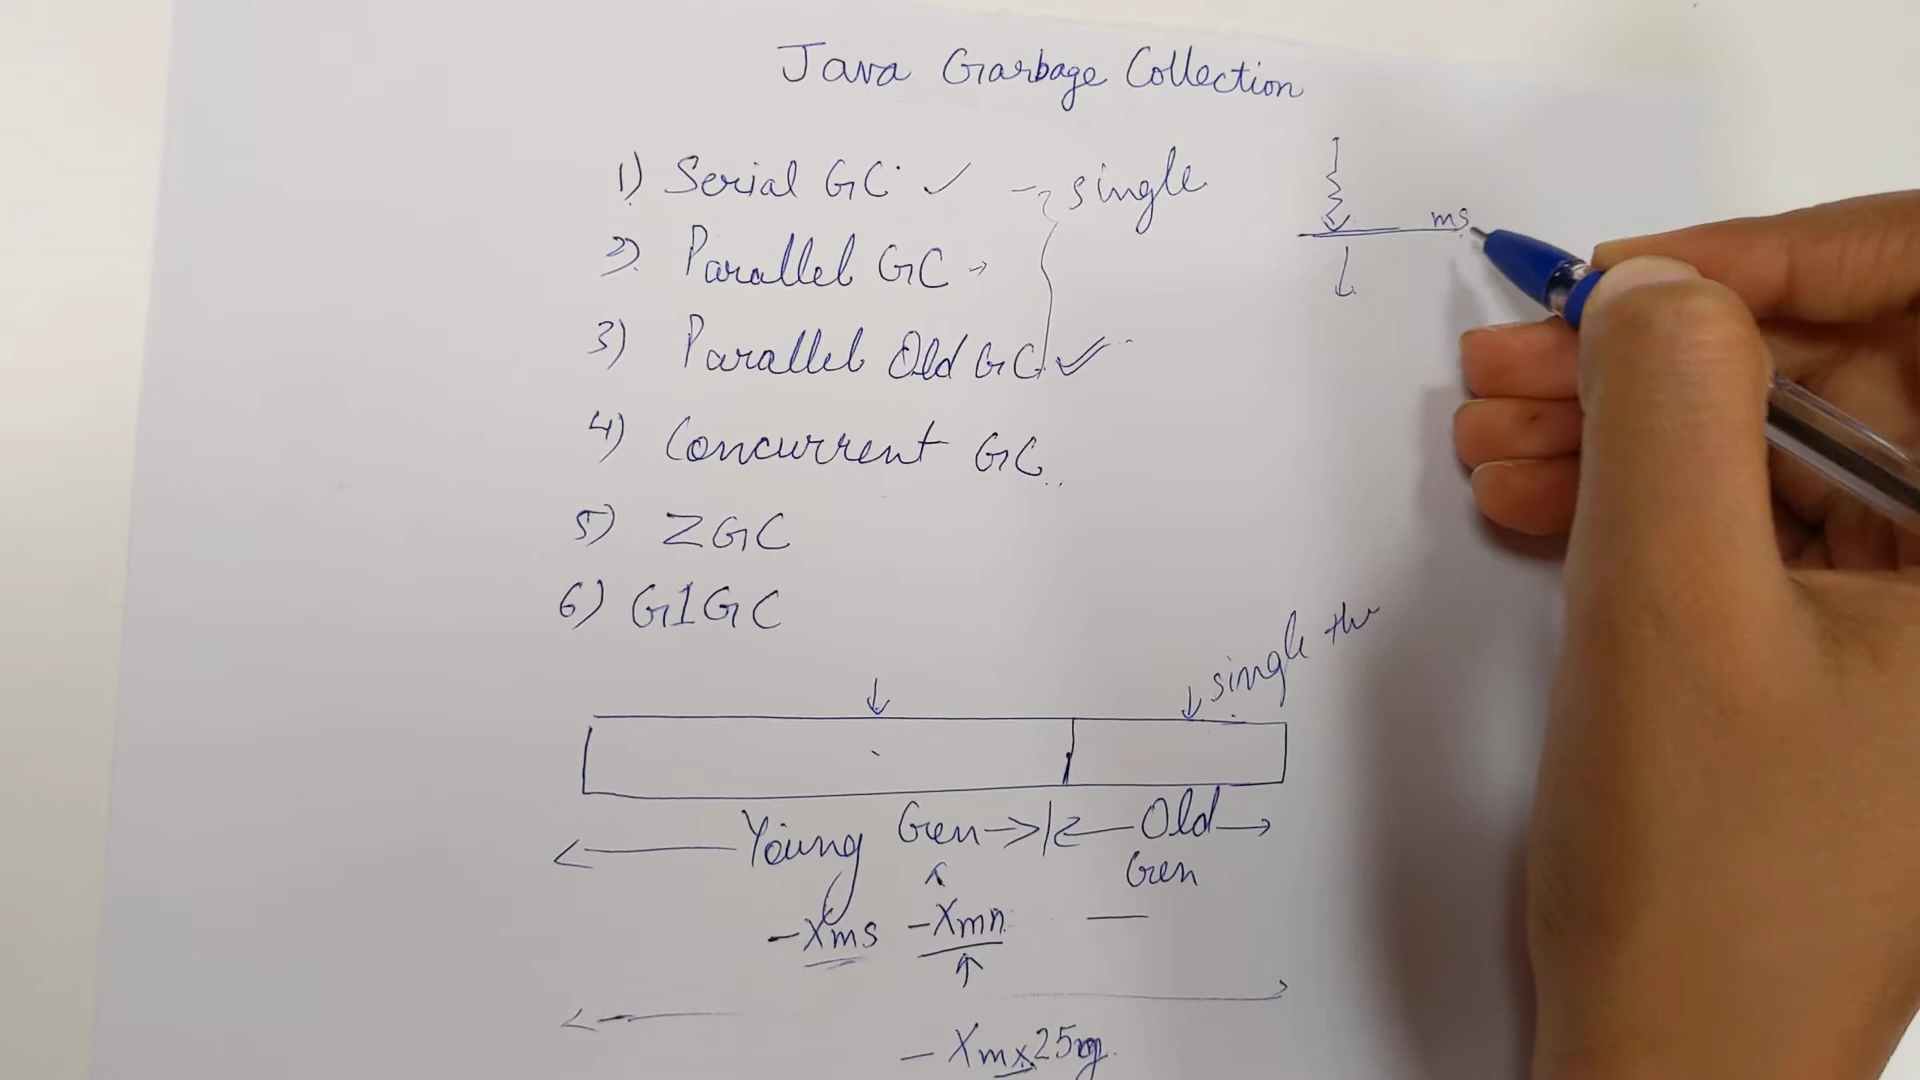 Java Garbage Collection
1) Serial GC ✓ - single
2) Parallel GC →
3) Parallel Old GC ✓
ms
4) Concurrent GC
5) ZGC
6) G1GC
single thr
Young Gen Old
Gen
-Xms -Xmn
-Xmx25mg